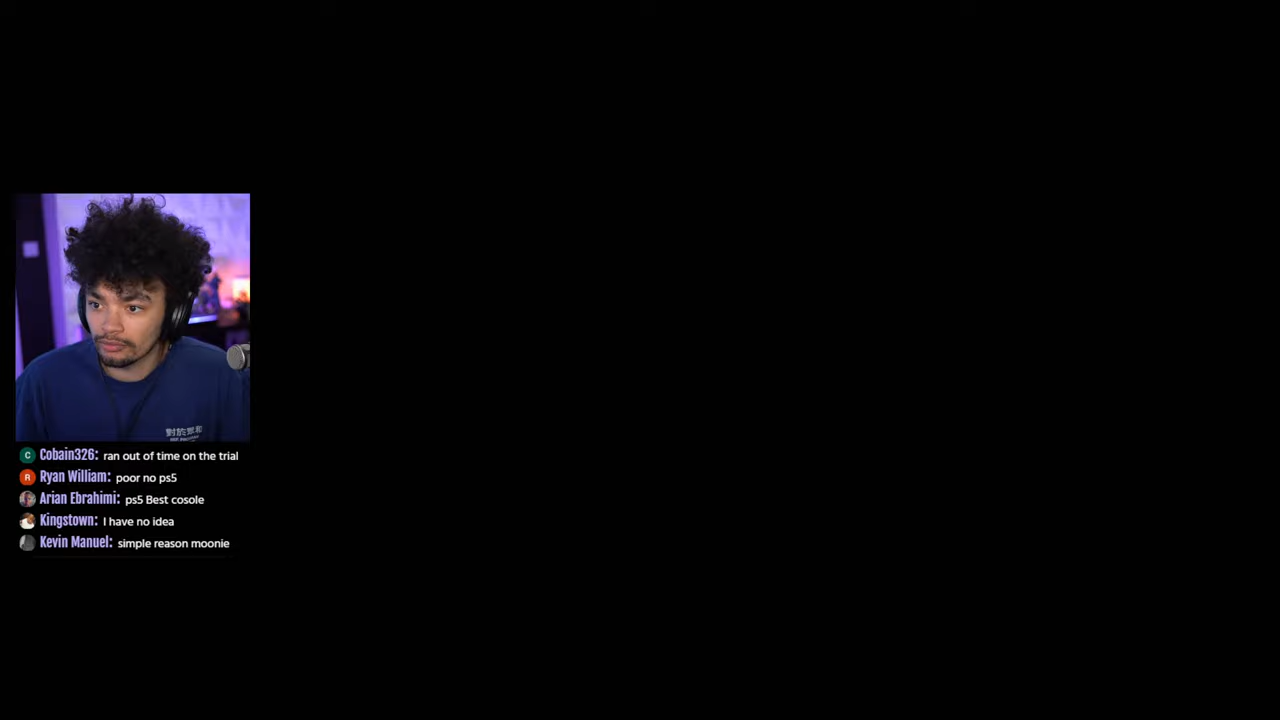 C Cobain326: ran out of time on the trial
R Ryan William: poor no ps5
Arian Ebrahimi: ps5 Best cosole
Kingstown: I have no idea
Kevin Manuel: simple reason moonie